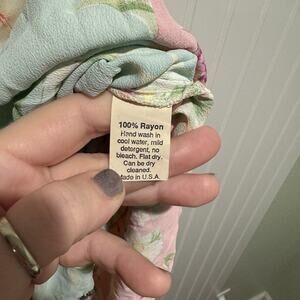 100% Rayon
Hand wash in
cool water, mild
detergent, no
bleach. Flat dry.
Can be dry
cleaned.
Made in U.S.A.